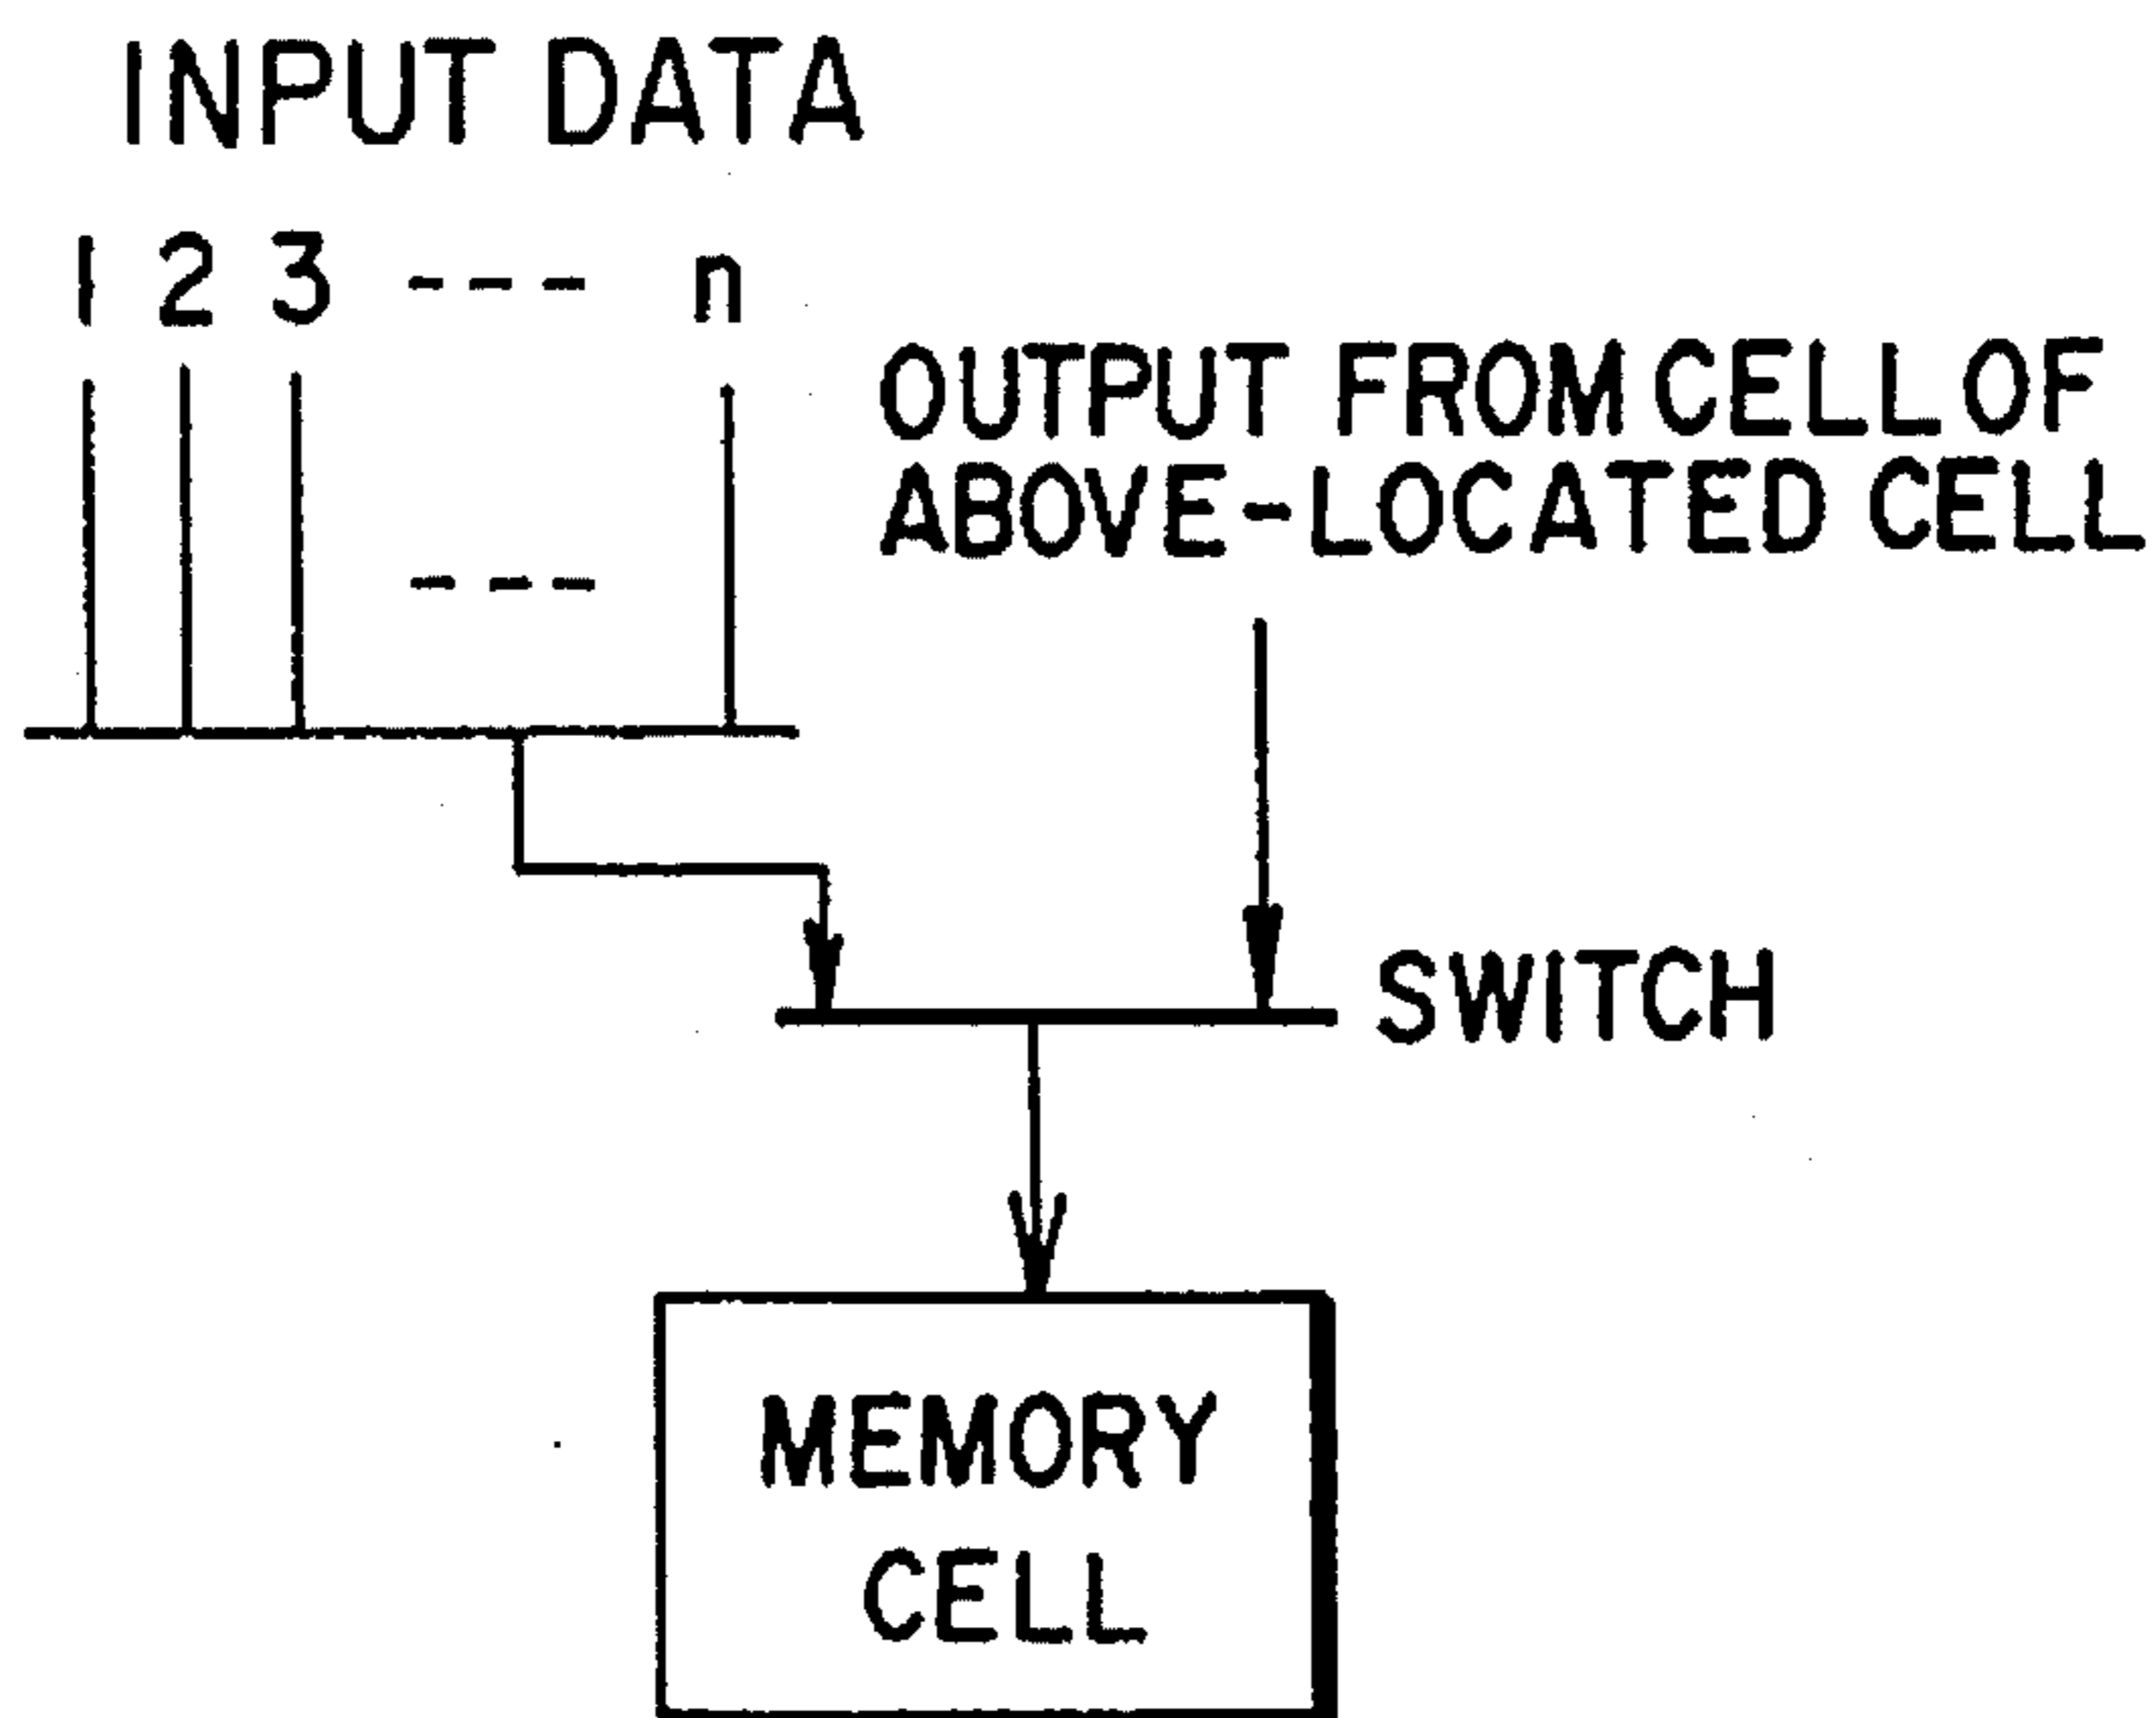 INPUT DATA
1 2 3 --- n
OUTPUT FROM CELL OF
ABOVE-LOCATED CELL
---
SWITCH
MEMORY
CELL